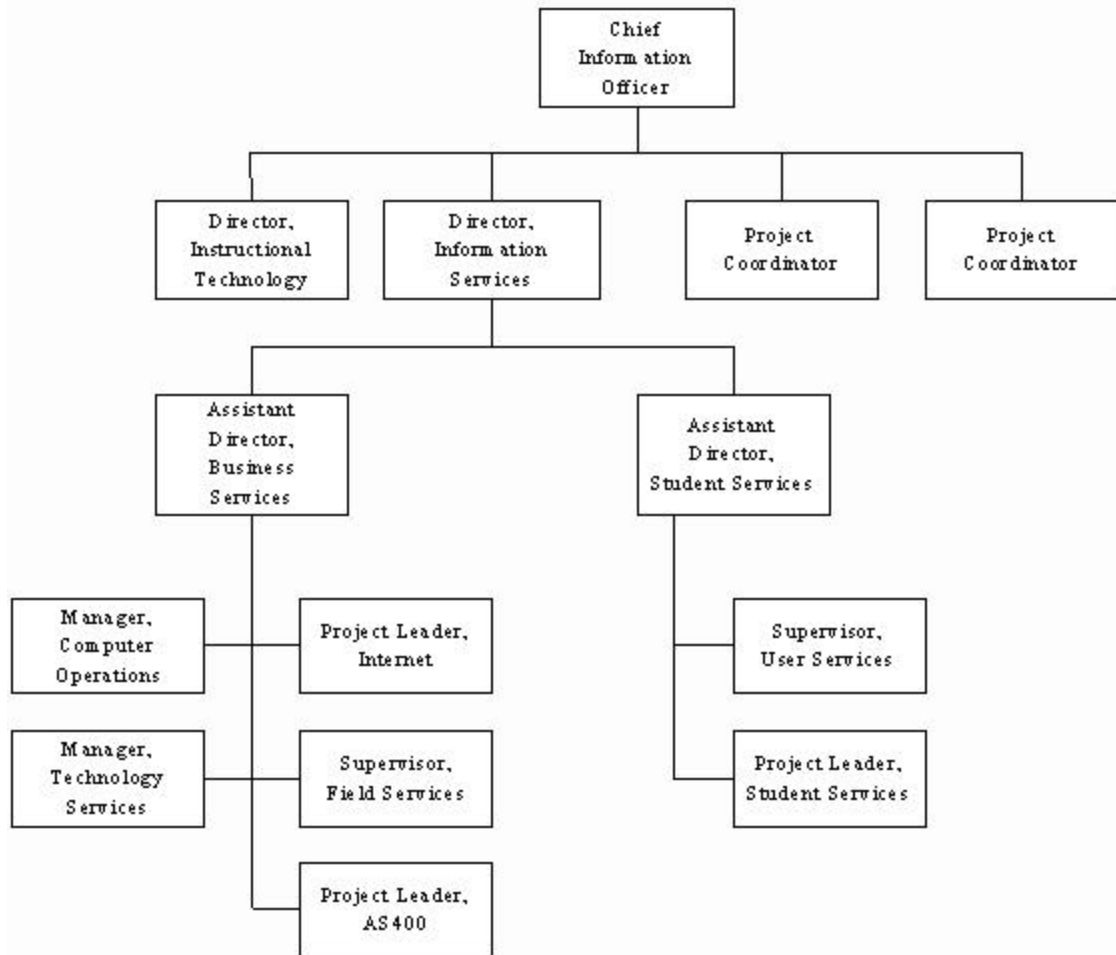 Chief
Information
Officer
Director,
Instructional
Technology
Director,
Information
Services
Project
Coordinator
Project
Coordinator
Assistant
Director,
Business
Services
Assistant
Director,
Student Services
Manager,
Computer
Operations
Project Leader,
Internet
Supervisor,
User Services
Manager,
Technology
Services
Supervisor,
Field Services
Project Leader,
Student Services
Project Leader,
AS400